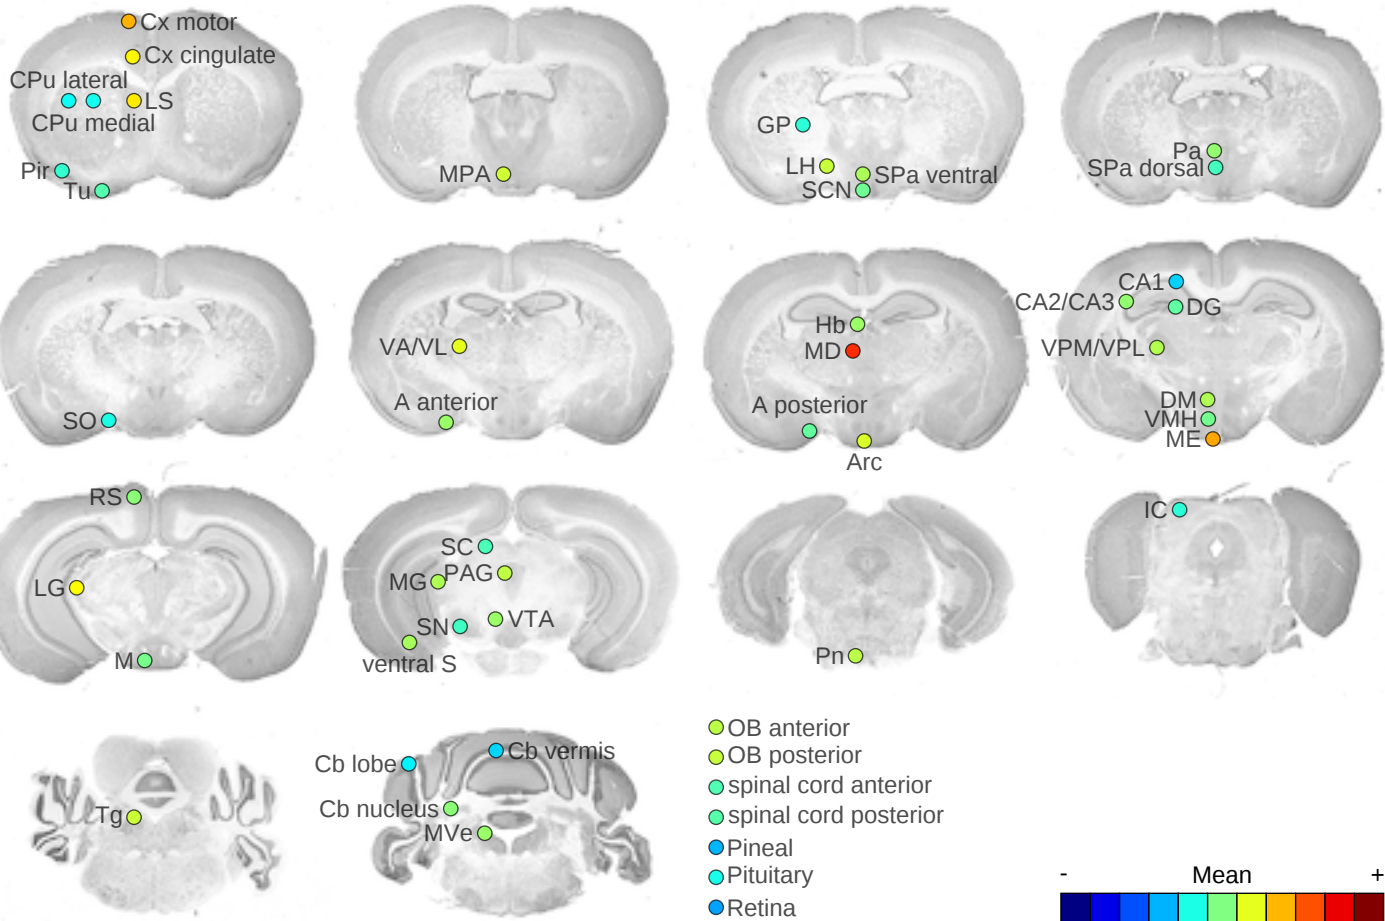 Cx motor
Cx cingulate
CPu lateral
LS
CPu medial
Pir
Tu
MPA
GP
LH
SPa ventral
SCN
Pa
SPa dorsal
SO
VA/VL
A anterior
Hb
MD
A posterior
Arc
CA1
CA2/CA3
DG
VPM/VPL
DM
VMH
ME
RS
LG
M
SC
MG
PAG
SN
VTA
ventral S
Pn
IC
Tg
Cb lobe
Cb vermis
Cb nucleus
MVe
OB anterior
OB posterior
spinal cord anterior
spinal cord posterior
Pineal
Pituitary
Retina
- Mean +